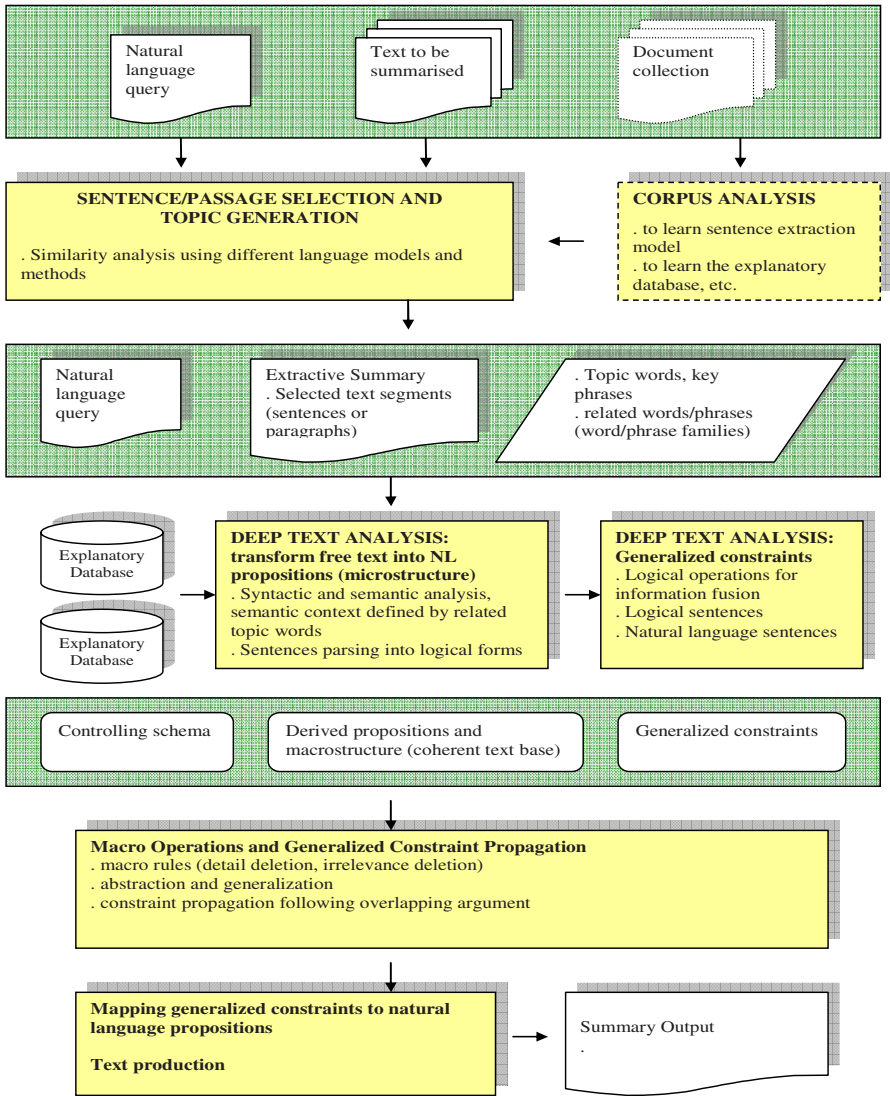 Natural
language
query
Text to be
summarised
Document
collection
SENTENCE/PASSAGE SELECTION AND
TOPIC GENERATION
. Similarity analysis using different language models and
methods
CORPUS ANALYSIS
. to learn sentence extraction
model
. to learn the explanatory
database, etc.
Natural
language
query
Extractive Summary
. Selected text segments
(sentences or
paragraphs)
. Topic words, key
phrases
. related words/phrases
(word/phrase families)
Explanatory
Database
Explanatory
Database
DEEP TEXT ANALYSIS:
transform free text into NL
propositions (microstructure)
. Syntactic and semantic analysis,
semantic context defined by related
topic words
. Sentences parsing into logical forms
DEEP TEXT ANALYSIS:
Generalized constraints
. Logical operations for
information fusion
. Logical sentences
. Natural language sentences
Controlling schema
Derived propositions and
macrostructure (coherent text base)
Generalized constraints
Macro Operations and Generalized Constraint Propagation
. macro rules (detail deletion, irrelevance deletion)
. abstraction and generalization
. constraint propagation following overlapping argument
Mapping generalized constraints to natural
language propositions
Text production
Summary Output
.